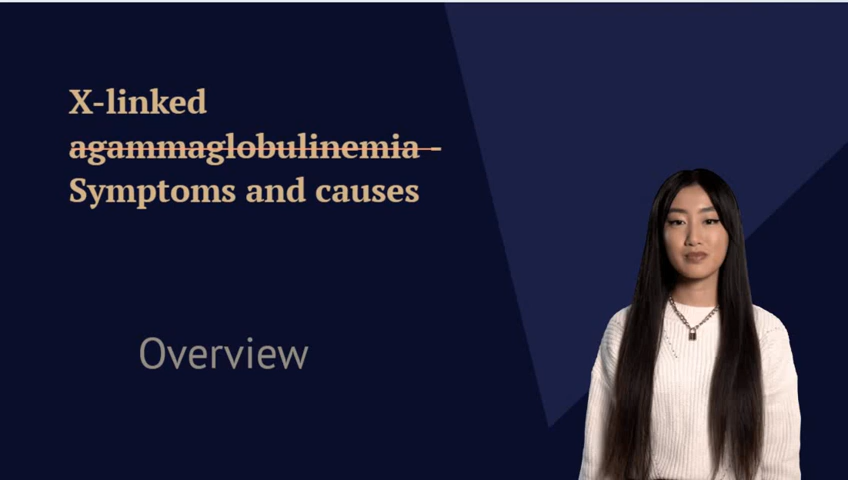 X-linked
agammaglobulinemia -
Symptoms and causes
Overview